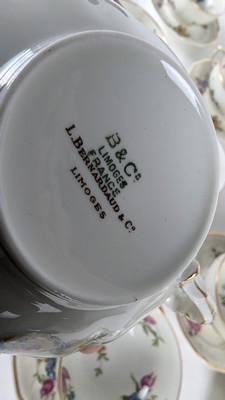 B & Cº
LIMOGES
FRANCE
L. BERNARDAUD & Cº
LIMOGES